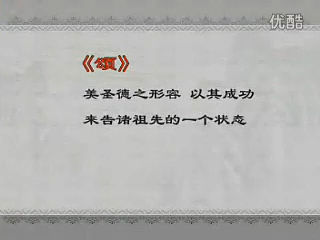 优酷
《颂》
美圣德之形容 以其成功
来告诸祖先的一个状态